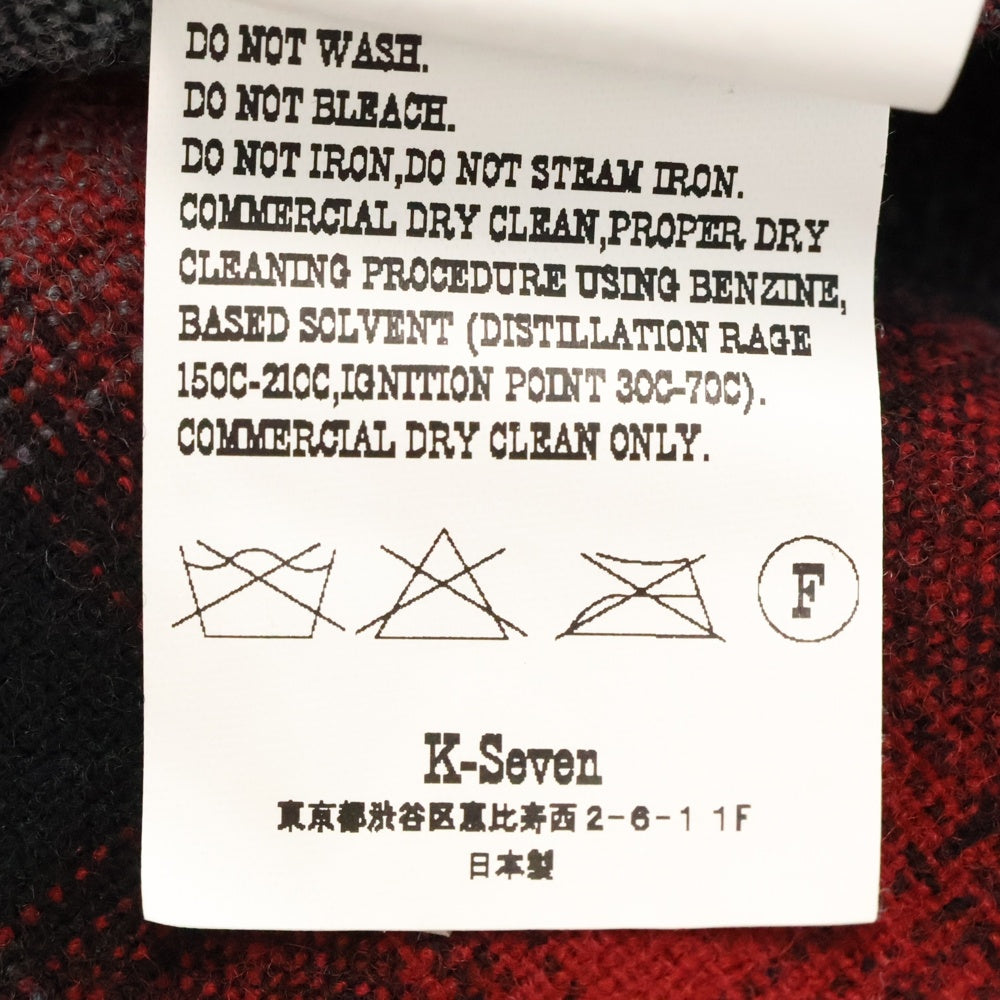 DO NOT WASH.
DO NOT BLEACH.
DO NOT IRON,DO NOT STEAM IRON.
COMMERCIAL DRY CLEAN,PROPER DRY
CLEANING PROCEDURE USING BENZINE,
BASED SOLVENT (DISTILLATION RAGE
150C-210C,IGNITION POINT 30C-70C).
COMMERCIAL DRY CLEAN ONLY.
F
K-Seven
東京都渋谷区恵比寿西2-6-1 1F
日本製